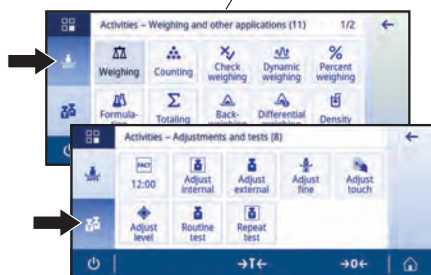 Activities – Weighing and other applications (11) 1/2
Weighing Counting Check weighing Dynamic weighing Percent weighing
Formula- Totaling Back- Differential Density
Activities – Adjustments and tests (8)
FACT
12:00 Adjust internal Adjust external Adjust fine Adjust touch
Adjust level Routine test Repeat test
→T← →0←